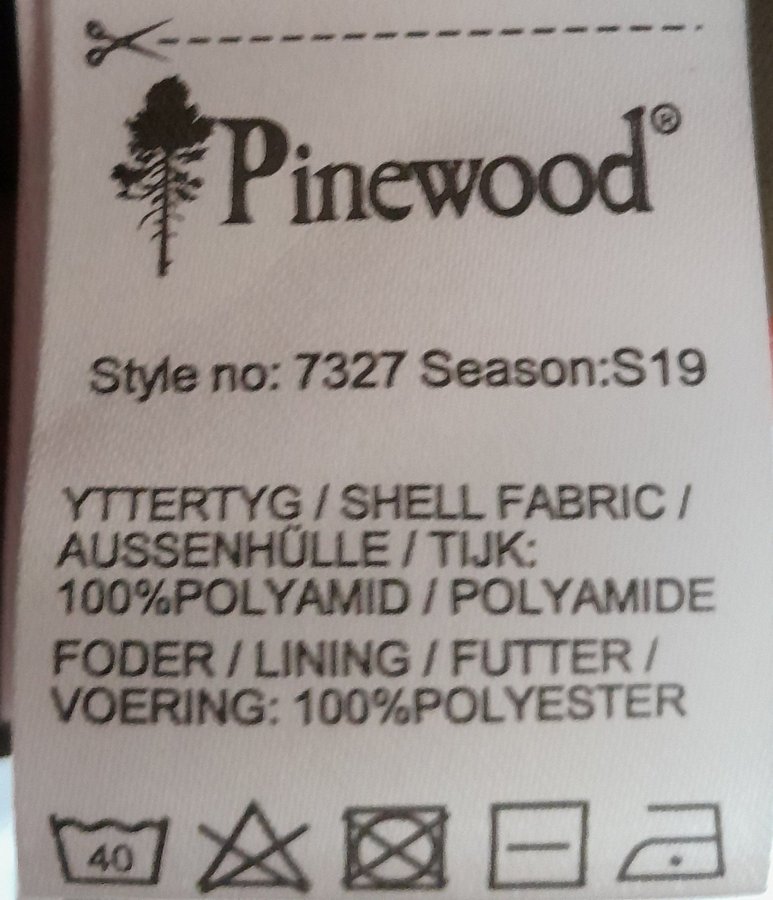 Pinewood®
Style no: 7327 Season:S19
YTTERTYG / SHELL FABRIC /
AUSSENHÜLLE / TIJK:
100%POLYAMID / POLYAMIDE
FODER / LINING / FUTTER /
VOERING: 100%POLYESTER
40